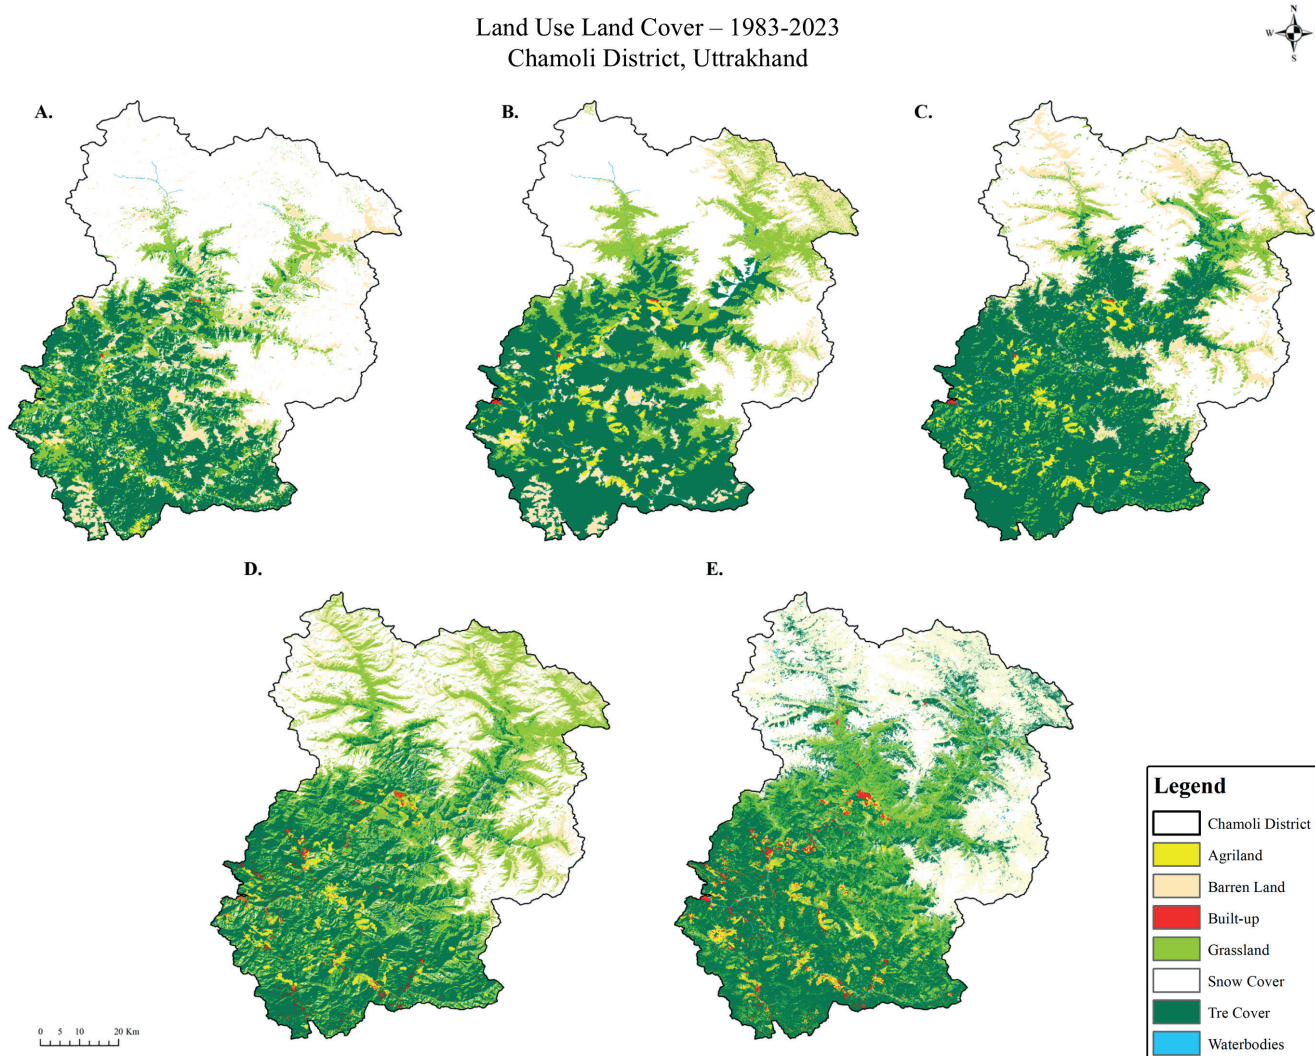 Land Use Land Cover – 1983-2023
Chamoli District, Uttrakhand
N
W
S
A.
B.
C.
D.
E.
Legend
Chamoli District
Agriland
Barren Land
Built-up
Grassland
Snow Cover
Tre Cover
Waterbodies
0 5 10 20 Km